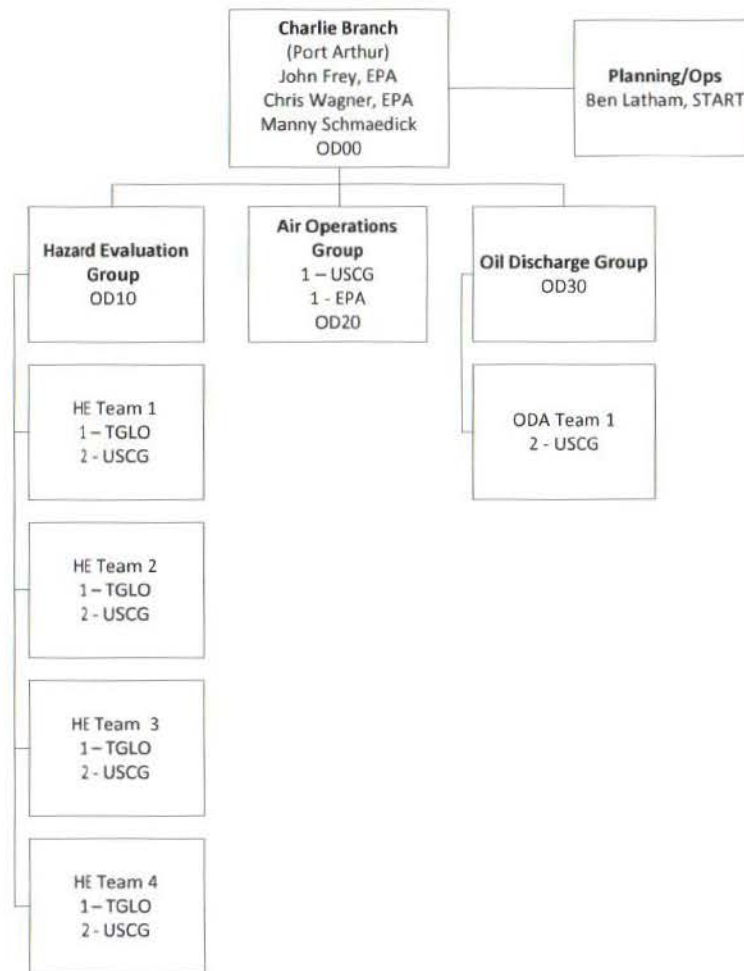 Charlie Branch
(Port Arthur)
John Frey, EPA
Chris Wagner, EPA
Manny Schmaedick
OD00
Planning/Ops
Ben Latham, START
Hazard Evaluation
Group
OD10
Air Operations
Group
1 – USCG
1 - EPA
OD20
Oil Discharge Group
OD30
HE Team 1
1 – TGLO
2 - USCG
ODA Team 1
2 - USCG
HE Team 2
1 – TGLO
2 - USCG
HE Team 3
1 – TGLO
2 - USCG
HE Team 4
1 – TGLO
2 - USCG